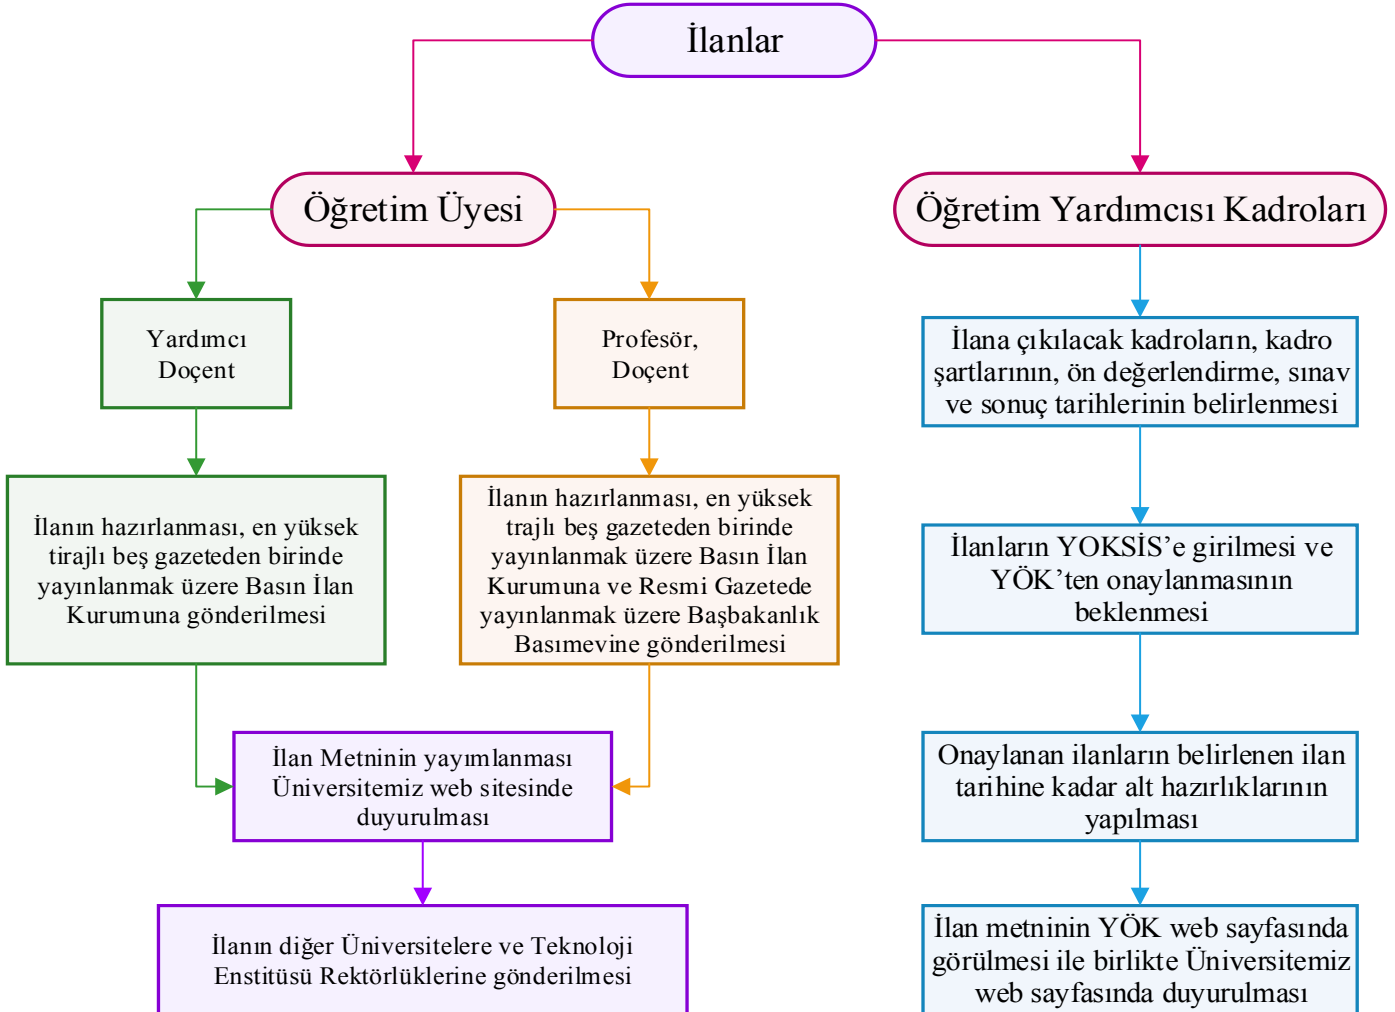 İlanlar
Öğretim Üyesi
Öğretim Yardımcısı Kadroları
Yardımcı
Doçent
Profesör,
Doçent
İlana çıkılacak kadroların, kadro
şartlarının, ön değerlendirme, sınav
ve sonuç tarihlerinin belirlenmesi
İlanın hazırlanması, en yüksek
tirajlı beş gazeteden birinde
yayınlanmak üzere Basın İlan
Kurumuna gönderilmesi
İlanın hazırlanması, en yüksek
trajlı beş gazeteden birinde
yayınlanmak üzere Basın İlan
Kurumuna ve Resmi Gazetede
yayınlanmak üzere Başbakanlık
Basımevine gönderilmesi
İlanların YOKSİS’e girilmesi ve
YÖK’ten onaylanmasının
beklenmesi
İlan Metninin yayımlanması
Üniversitemiz web sitesinde
duyurulması
Onaylanan ilanların belirlenen ilan
tarihine kadar alt hazırlıklarının
yapılması
İlanın diğer Üniversitelere ve Teknoloji
Enstitüsü Rektörlüklerine gönderilmesi
İlan metninin YÖK web sayfasında
görülmesi ile birlikte Üniversitemiz
web sayfasında duyurulması